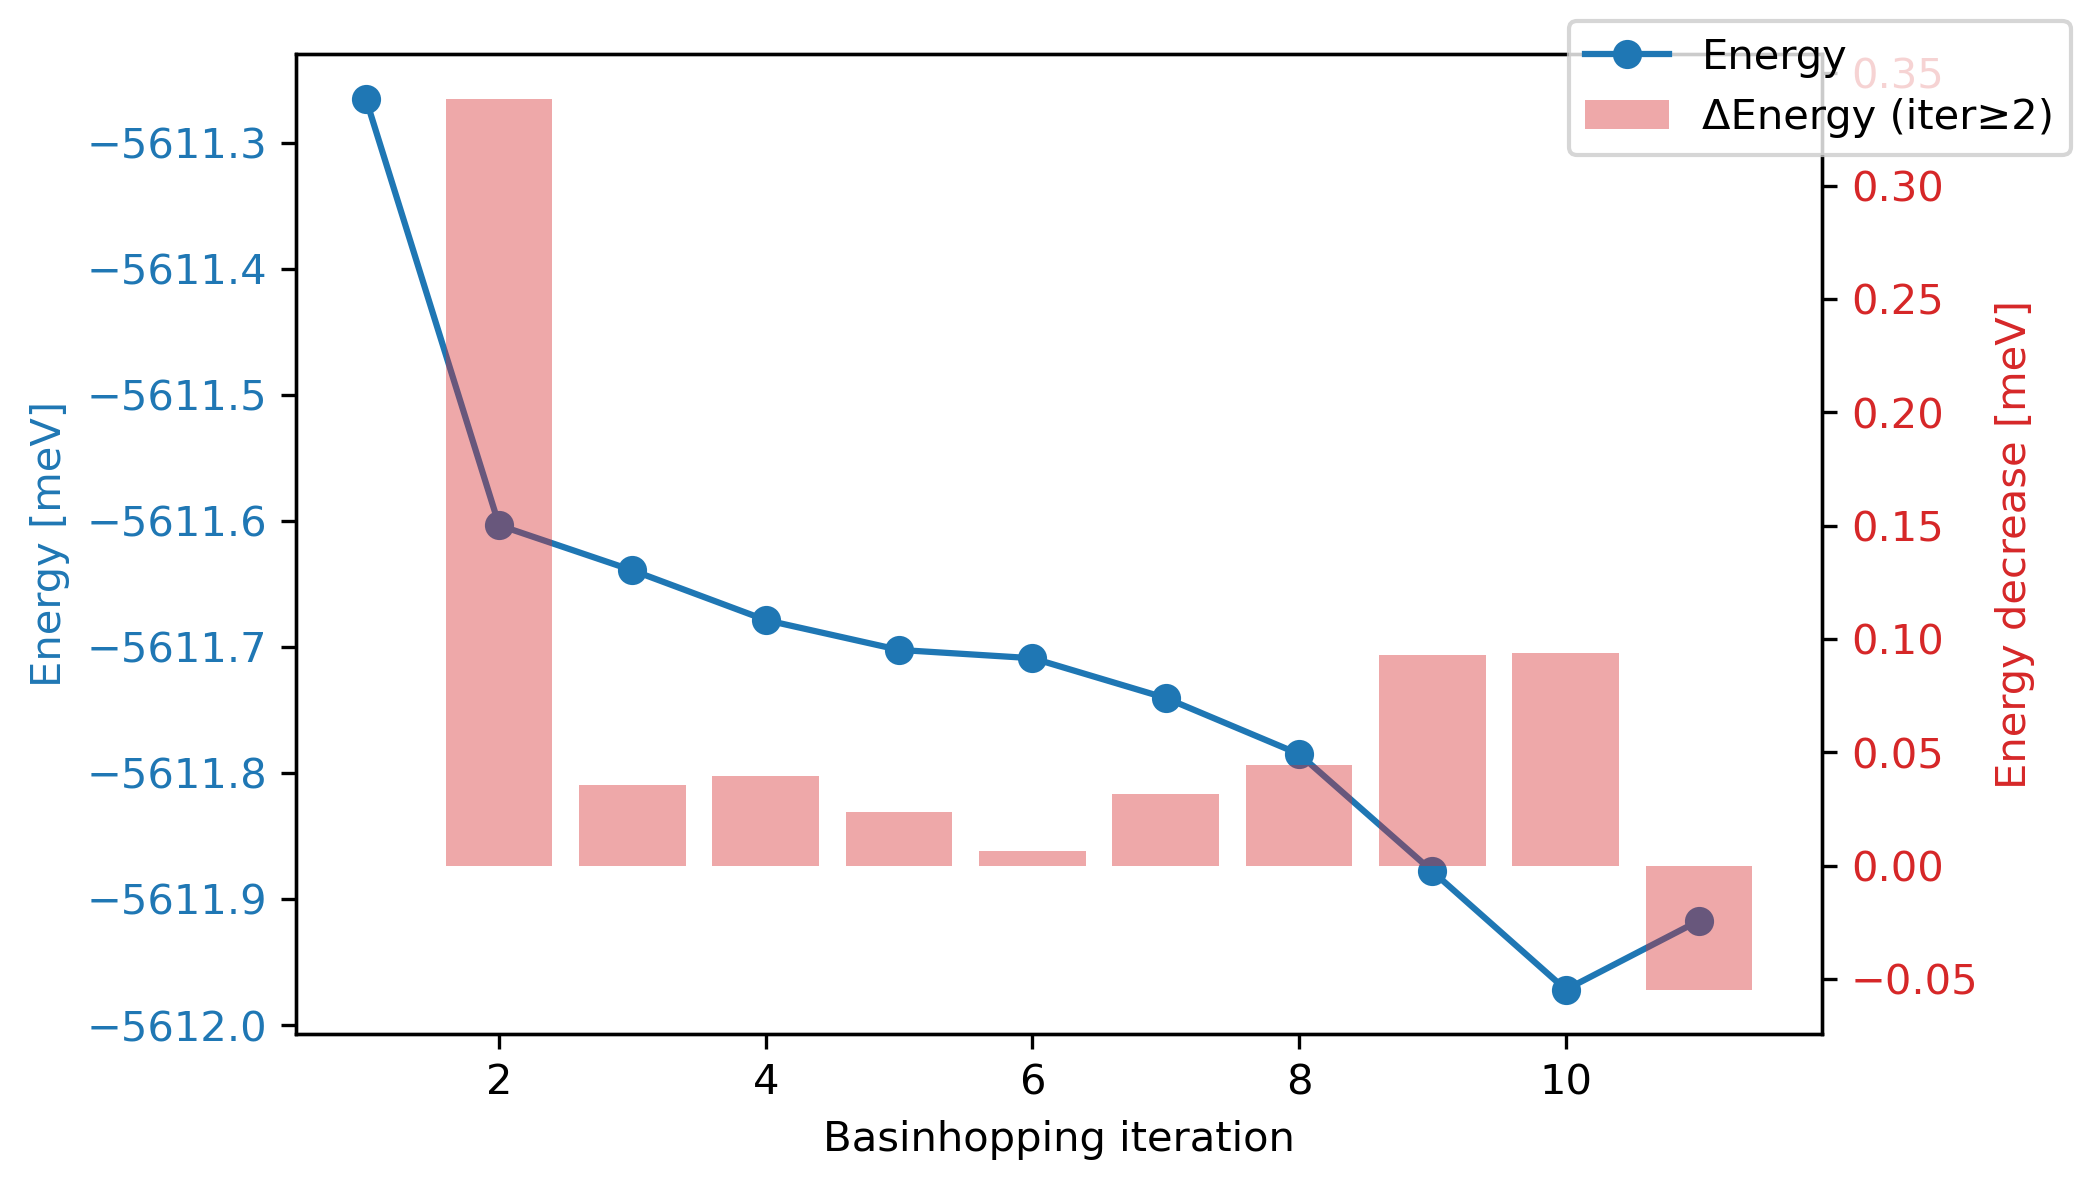 Energy
ΔEnergy (iter≥2)
−5611.3
−5611.4
−5611.5
−5611.6
−5611.7
−5611.8
−5611.9
−5612.0
Energy [meV]
0.35
0.30
0.25
0.20
0.15
0.10
0.05
0.00
−0.05
Energy decrease [meV]
2 4 6 8 10
Basinhopping iteration